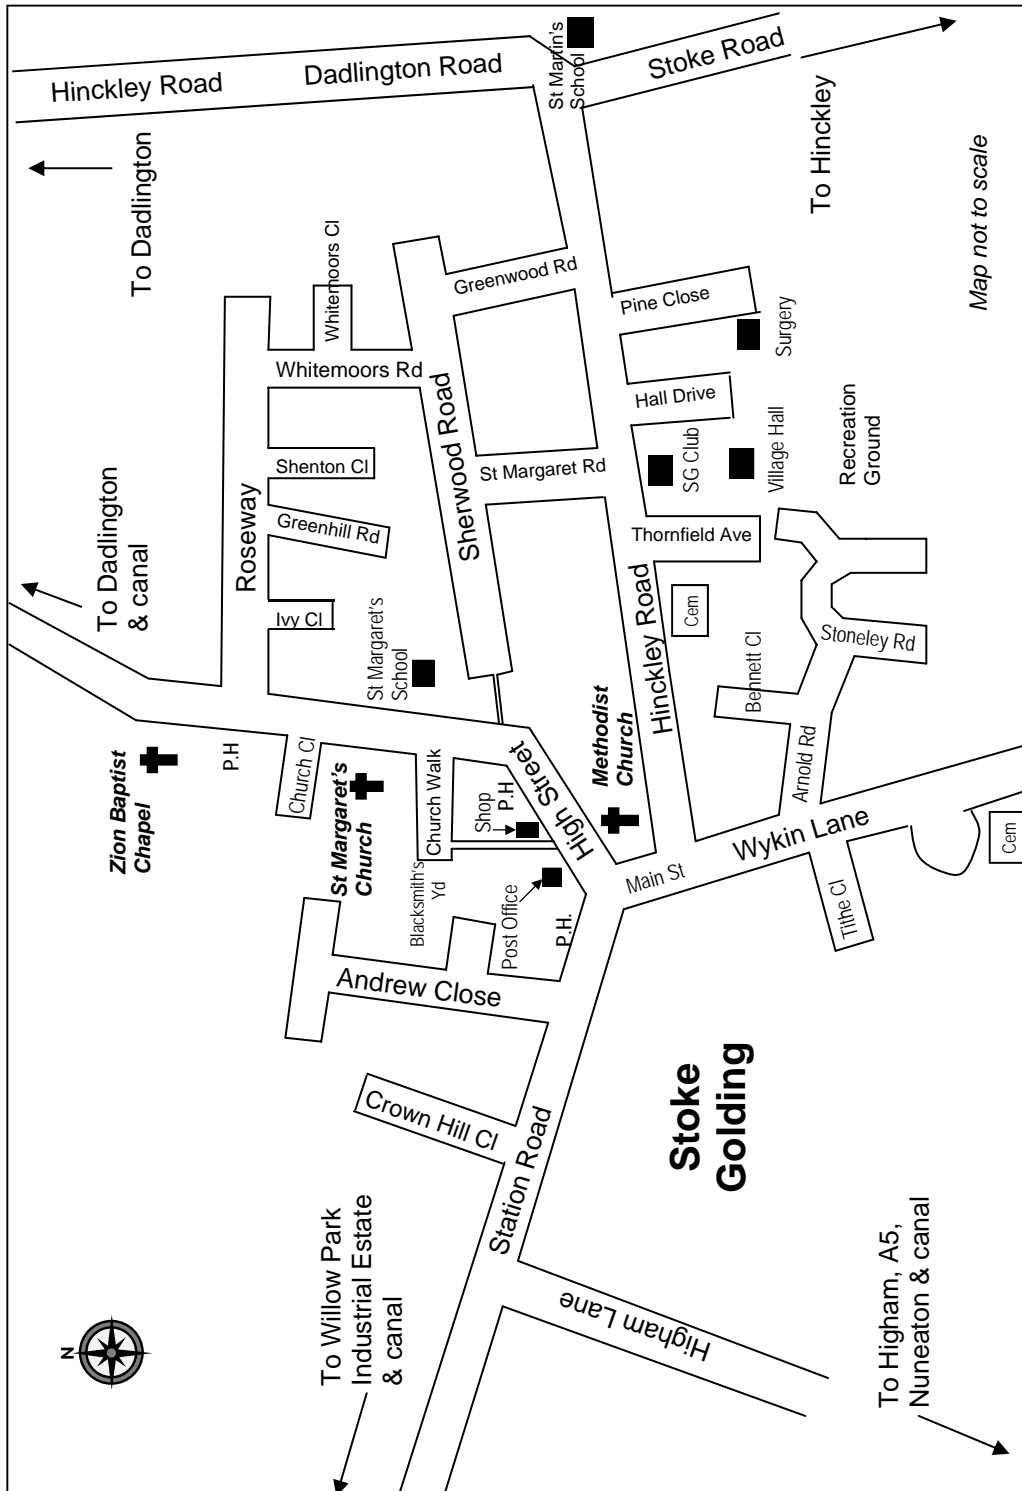 Hinckley Road
Dadlington Road
St Martin's
School
Stoke Road
To Dadlington
To Hinckley
Map not to scale
Whitemoors Cl
Greenwood Rd
Pine Close
Surgery
Whitemoors Rd
Sherwood Road
Hall Drive
Shenton Cl
St Margaret Rd
SG Club
Village Hall
Recreation
Ground
Roseway
Greenhill Rd
Thornfield Ave
To Dadlington
& canal
Ivy Cl
St Margaret's
School
Hinckley Road
Cem
Stoneley Rd
Bennett Cl
Zion Baptist
Chapel
P.H
Church Cl
St Margaret's
Church
Church Walk
Shop
P.H
High Street
Methodist
Church
Arnold Rd
Wykin Lane
Cem
Main St
Tithe Cl
Blacksmith's
Yd
Post Office
P.H.
Andrew Close
Crown Hill Cl
Station Road
Stoke
Golding
To Willow Park
Industrial Estate
& canal
Higham Lane
To Higham, A5,
Nuneaton & canal
N